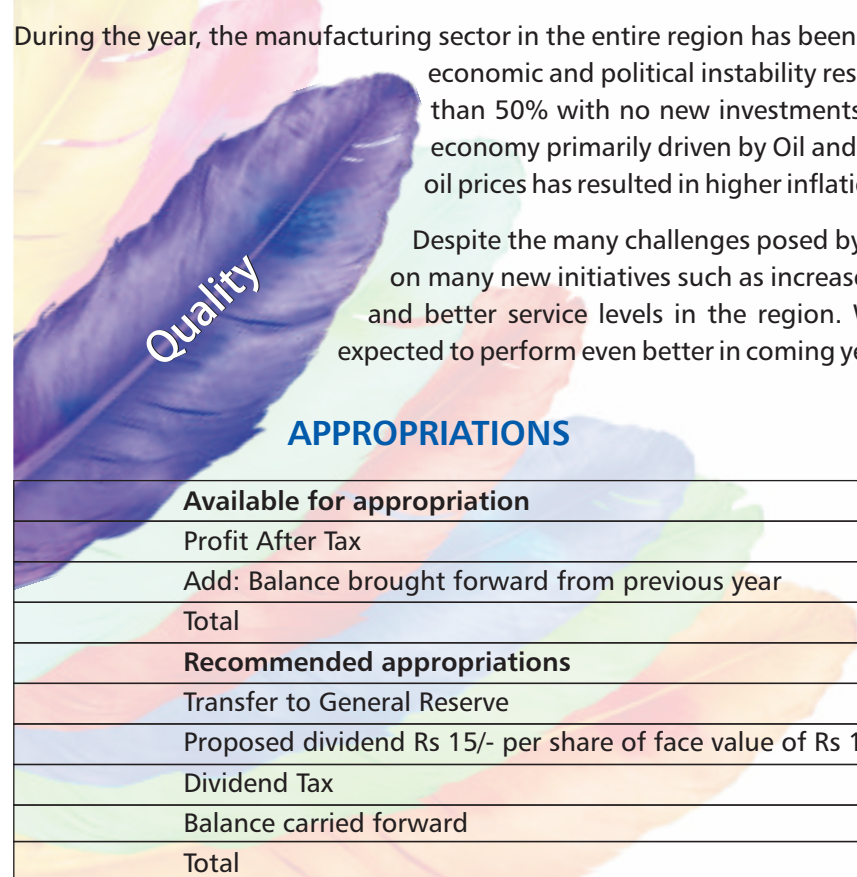 During the year, the manufacturing sector in the entire region has been
economic and political instability
than 50% with no new investments
economy primarily driven by Oil and
oil prices has resulted in higher
Despite the many challenges posed by
on many new initiatives such as
and better service levels in the region.
expected to perform even better in coming
Quality
APPROPRIATIONS
Available for appropriation
Profit After Tax
Add: Balance brought forward from previous year
Total
Recommended appropriations
Transfer to General Reserve
Proposed dividend Rs 15/- per share of face value of Rs
Dividend Tax
Balance carried forward
Total